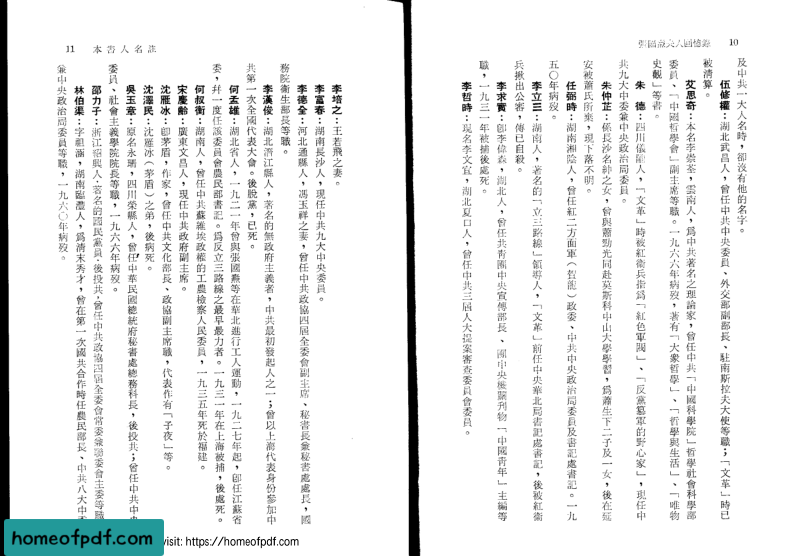 張國燾夫人回憶錄 10
及中共一大人名時，卻沒有他的名字。
伍修權：湖北武昌人，曾任中共中央委員、外交部副部長、駐南斯拉夫大使等職；「文革」時已
被清算。
艾思奇：本名李崇荃，雲南人，爲中共著名之理論家，曾任中共「中國科學院」哲學社會科學部
委員、「中國哲學會」副主席等職。一九六六年病歿，著有「大衆哲學」、「哲學與生活」、「唯物
史觀」等書。
朱　德：四川儀隴人，「文革」時被紅衞兵指爲「紅色軍閥」、「反黨篡軍的野心家」，現任中
共九大中委兼中央政治局委員。
朱仲芷：係長沙名紳之女，曾與蕭勁光同赴莫斯科中山大學學習，爲蕭生下二子及一女，後在延
安被蕭氏所棄，現下落不明。
任弼時：湖南湘陰人，曾任紅二方面軍（賀龍）政委、中共中央政治局委員及書記處書記。一九
五〇年病歿。
李立三：湖南人，著名的「立三路線」領導人，「文革」前任中央華北局書記處書記，後被紅衞
兵揪出公審，傳已自殺。
李求實：卽李偉森，湖北人，曾任共青團中央宣傳部長、團中央機關刊物「中國青年」主編等
職，一九三一年被捕後處死。
李哲時：現名李文宜，湖北夏口人，曾任中共三屆人大提案審查委員會委員。
11 本書人名註
李培之：王若飛之妻。
李富春：湖南長沙人，現任中共九大中央委員。
李德全：河北通縣人，馮玉祥之妻，曾任中共政協四屆全委會副主席、秘書長兼秘書處處長，國
務院衞生部長等職。
李漢俊：湖北潛江縣人，著名的無政府主義者，中共最初發起人之一；曾以上海代表身份參加中
共第一次全國代表大會。後脫黨，已死。
何孟雄：湖北省人，一九二一年曾與張國燾等在華北進行工人運動，一九二七年起，卽任江蘇省
委，并一度任該委員會農民部書記。爲反立三路線之最早最力者。一九三一年在上海被捕，後處死。
何叔衡：湖南人，曾任中共蘇維埃政權的工農檢察人民委員，一九三五年死於福建。
宋慶齡：廣東文昌人，現任中共政府副主席。
沈雁冰：卽茅盾，作家，曾任中共文化部長、政協副主席職，代表作有「子夜」等。
沈澤民：沈雁冰（茅盾）之弟，後病死。
吳玉章：原名永珊，四川榮縣人，曾任中華民國總統府秘書處總務科長，後投共；曾任中共中央
委員、社會主義學院院長等職，一九六六年病歿。
邵力子：浙江紹興人，著名的國民黨員，後投共，曾任中共政協四屆全委會常委兼聯委會主委等職
林伯渠：字祖涵，湖南臨澧人，爲清末秀才，曾在第一次國共合作時任農民部長、中共八大中委
兼中央政治局委員等職，一九六〇年病歿。
homeofpdf.com
visit: https://homeofpdf.com